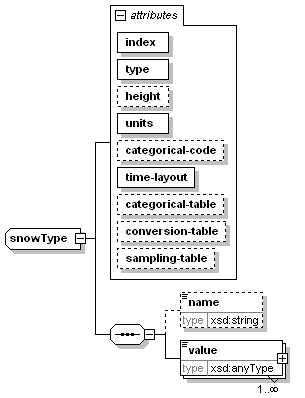 attributes
index
type
height
units
categorical-code
time-layout
categorical-table
conversion-table
sampling-table
snowType
name
type xsd:string
value
type xsd:anyType
1..∞